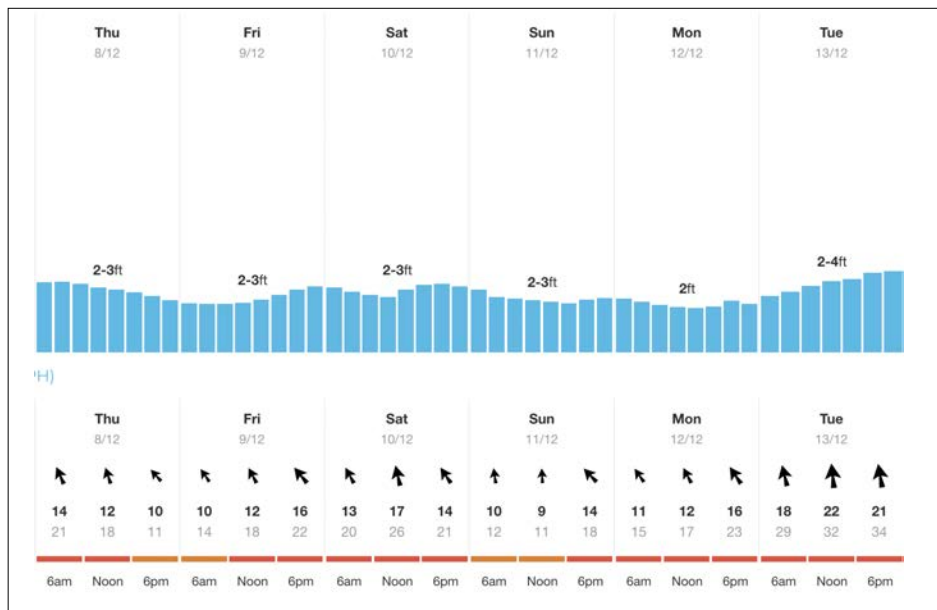 Thu Fri Sat Sun Mon Tue
8/12 9/12 10/12 11/12 12/12 13/12
2-3ft 2-3ft 2-3ft 2-3ft 2ft 2-4ft
PH)
Thu Fri Sat Sun Mon Tue
8/12 9/12 10/12 11/12 12/12 13/12
14 12 10 10 12 16 13 17 14 10 9 14 11 12 16 18 22 21
21 18 11 14 18 22 20 26 21 12 11 18 15 17 23 29 32 34
6am Noon 6pm 6am Noon 6pm 6am Noon 6pm 6am Noon 6pm 6am Noon 6pm 6am Noon 6pm